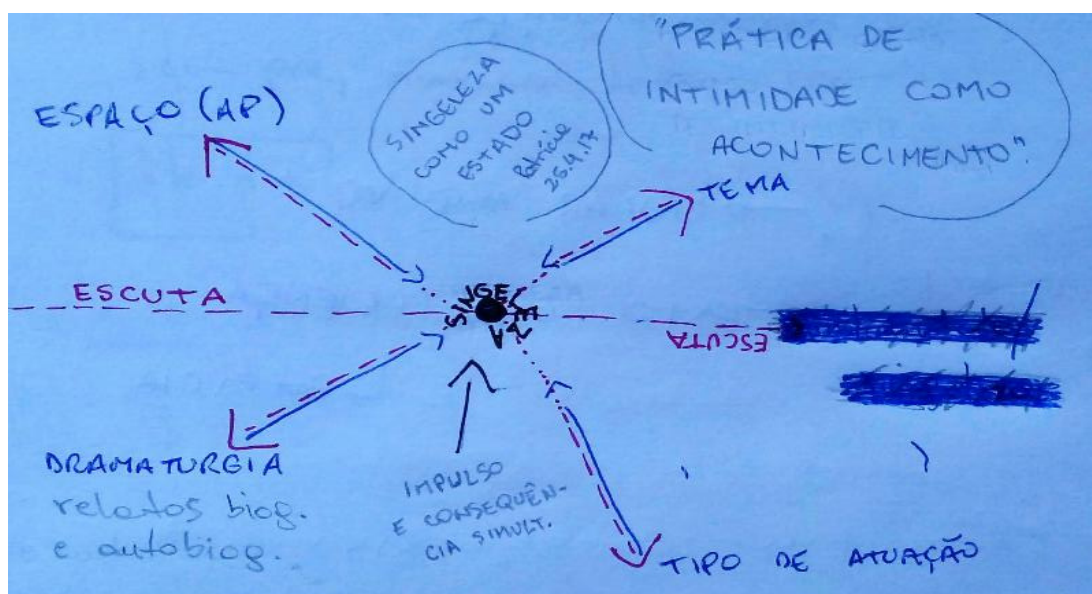 "PRÁTICA DE
INTIMIDADE COMO
ACONTECIMENTO".
SINGELEZA
COMO UM
ESTADO
Patrícia
25.4.17
ESPAÇO (AP)
TEMA
ESCUTA
SINGELEZA
ESCUTA
DRAMATURGIA
relatos biog.
e autobiog.
IMPULSO
E CONSEQUÊN-
CIA SIMULT.
TIPO DE ATUAÇÃO